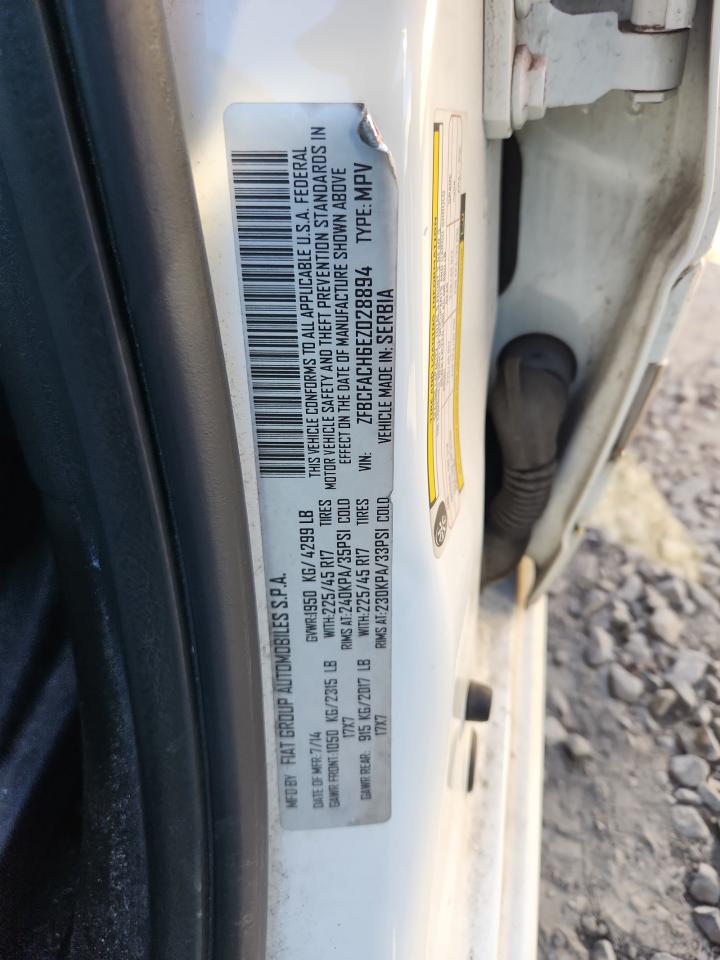 MFD BY FIAT GROUP AUTOMOBILES S.P.A.
DATE OF MFR: 7/14 GVWR:1950 KG/ 4299 LB
GAWR FRONT:1050 KG/2315 LB WITH:225/45 R17 TIRES
17X7 RIMS AT:240KPA/35PSI COLD
GAWR REAR: 915 KG/2017 LB WITH:225/45 R17 TIRES
17X7 RIMS AT:230KPA/33PSI COLD
THIS VEHICLE CONFORMS TO ALL APPLICABLE U.S.A. FEDERAL
MOTOR VEHICLE SAFETY AND THEFT PREVENTION STANDARDS IN
EFFECT ON THE DATE OF MANUFACTURE SHOWN ABOVE
VIN: ZFBCFACH6EZ028894 TYPE: MPV
VEHICLE MADE IN: SERBIA